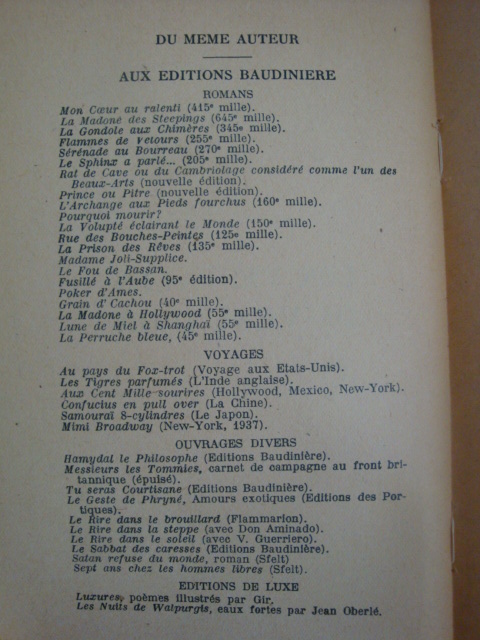 DU MEME AUTEUR
AUX EDITIONS BAUDINIERE
ROMANS
Mon Cœur au ralenti (415e mille).
La Madone des Sleepings (645e mille).
La Gondole aux Chimères (345e mille).
Flammes de velours (255e mille).
Sérénade au Bourreau (270e mille).
Le Sphinx a parlé... (205e mille).
Rat de Cave ou du Cambriolage considéré comme l'un des
Beaux-Arts (nouvelle édition).
Prince ou Pitre (nouvelle édition).
L'Archange aux Pieds fourchus (160e mille).
Pourquoi mourir?
La Volupté éclairant le Monde (150e mille).
Rue des Bouches-Peintes (125e mille).
La Prison des Rêves (135e mille).
Madame Joli-Supplice.
Le Fou de Bassan.
Fusillé à l'Aube (95e édition).
Poker d'Ames.
Grain d'Cachou (40e mille).
La Madone à Hollywood (55e mille).
Lune de Miel à Shanghaï (55e mille).
La Perruche bleue, (45e mille).
VOYAGES
Au pays du Fox-trot (Voyage aux Etats-Unis).
Les Tigres parfumés (L'Inde anglaise).
Aux Cent Mille sourires (Hollywood, Mexico, New-York).
Confucius en pull over (La Chine).
Samouraï 8-cylindres (Le Japon).
Mimi Broadway (New-York, 1937).
OUVRAGES DIVERS
Hamydal le Philosophe (Editions Baudinière).
Messieurs les Tommies, carnet de campagne au front bri-
tannique (épuisé).
Tu seras Courtisane (Editions Baudinière).
Le Geste de Phryné, Amours exotiques (Editions des Por-
tiques).
Le Rire dans le brouillard (Flammarion).
Le Rire dans la steppe (avec Don Aminado).
Le Rire dans le soleil (avec V. Guerriero).
Le Sabbat des caresses (Editions Baudinière).
Satan refuse du monde, roman (Sfelt)
Sept ans chez les hommes libres (Sfelt).
EDITIONS DE LUXE
Luxures, poèmes illustrés par Gir.
Les Nuits de Walpurgis, eaux fortes par Jean Oberlé.